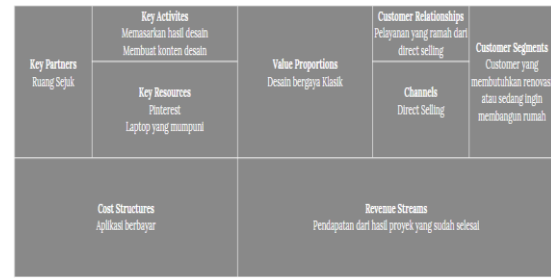 Key Partners
Ruang Sejuk
Key Activites
Memasarkan hasil desain
Membuat konten desain
Key Resources
Pinterest
Laptop yang mumpuni
Value Proportions
Desain bergaya Klasik
Customer Relationships
Pelayanan yang ramah dari
direct selling
Channels
Direct Selling
Customer Segments
Customer yang
membutuhkan renovas
atau sedang ingin
membangun rumah
Cost Structures
Aplikasi berbayar
Revenue Streams
Pendapatan dari hasil proyek yang sudah selesai